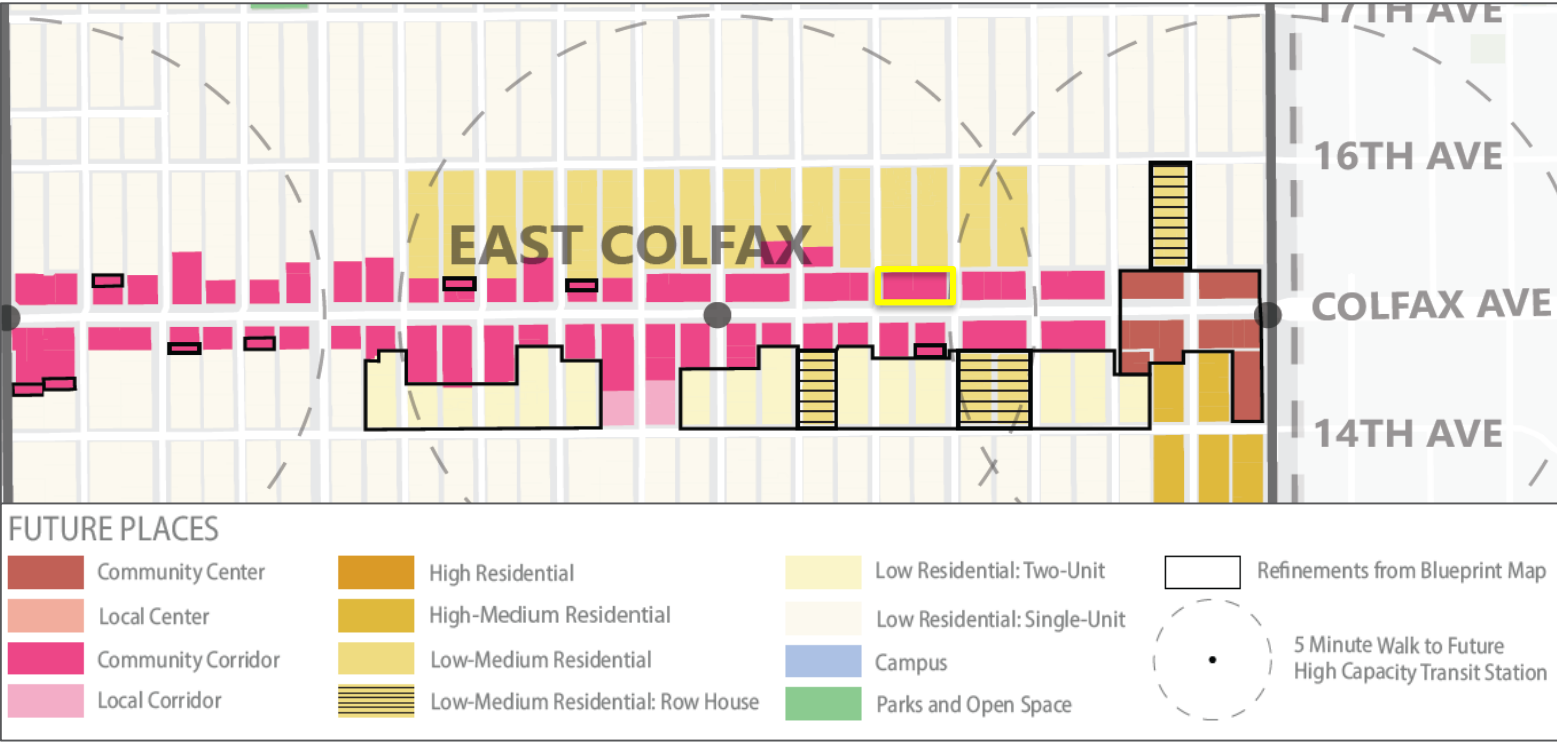 17TH AVE
16TH AVE
EAST COLFAX
COLFAX AVE
14TH AVE
FUTURE PLACES
Community Center
Local Center
Community Corridor
Local Corridor
High Residential
High-Medium Residential
Low-Medium Residential
Low-Medium Residential: Row House
Low Residential: Two-Unit
Low Residential: Single-Unit
Campus
Parks and Open Space
Refinements from Blueprint Map
5 Minute Walk to Future
High Capacity Transit Station